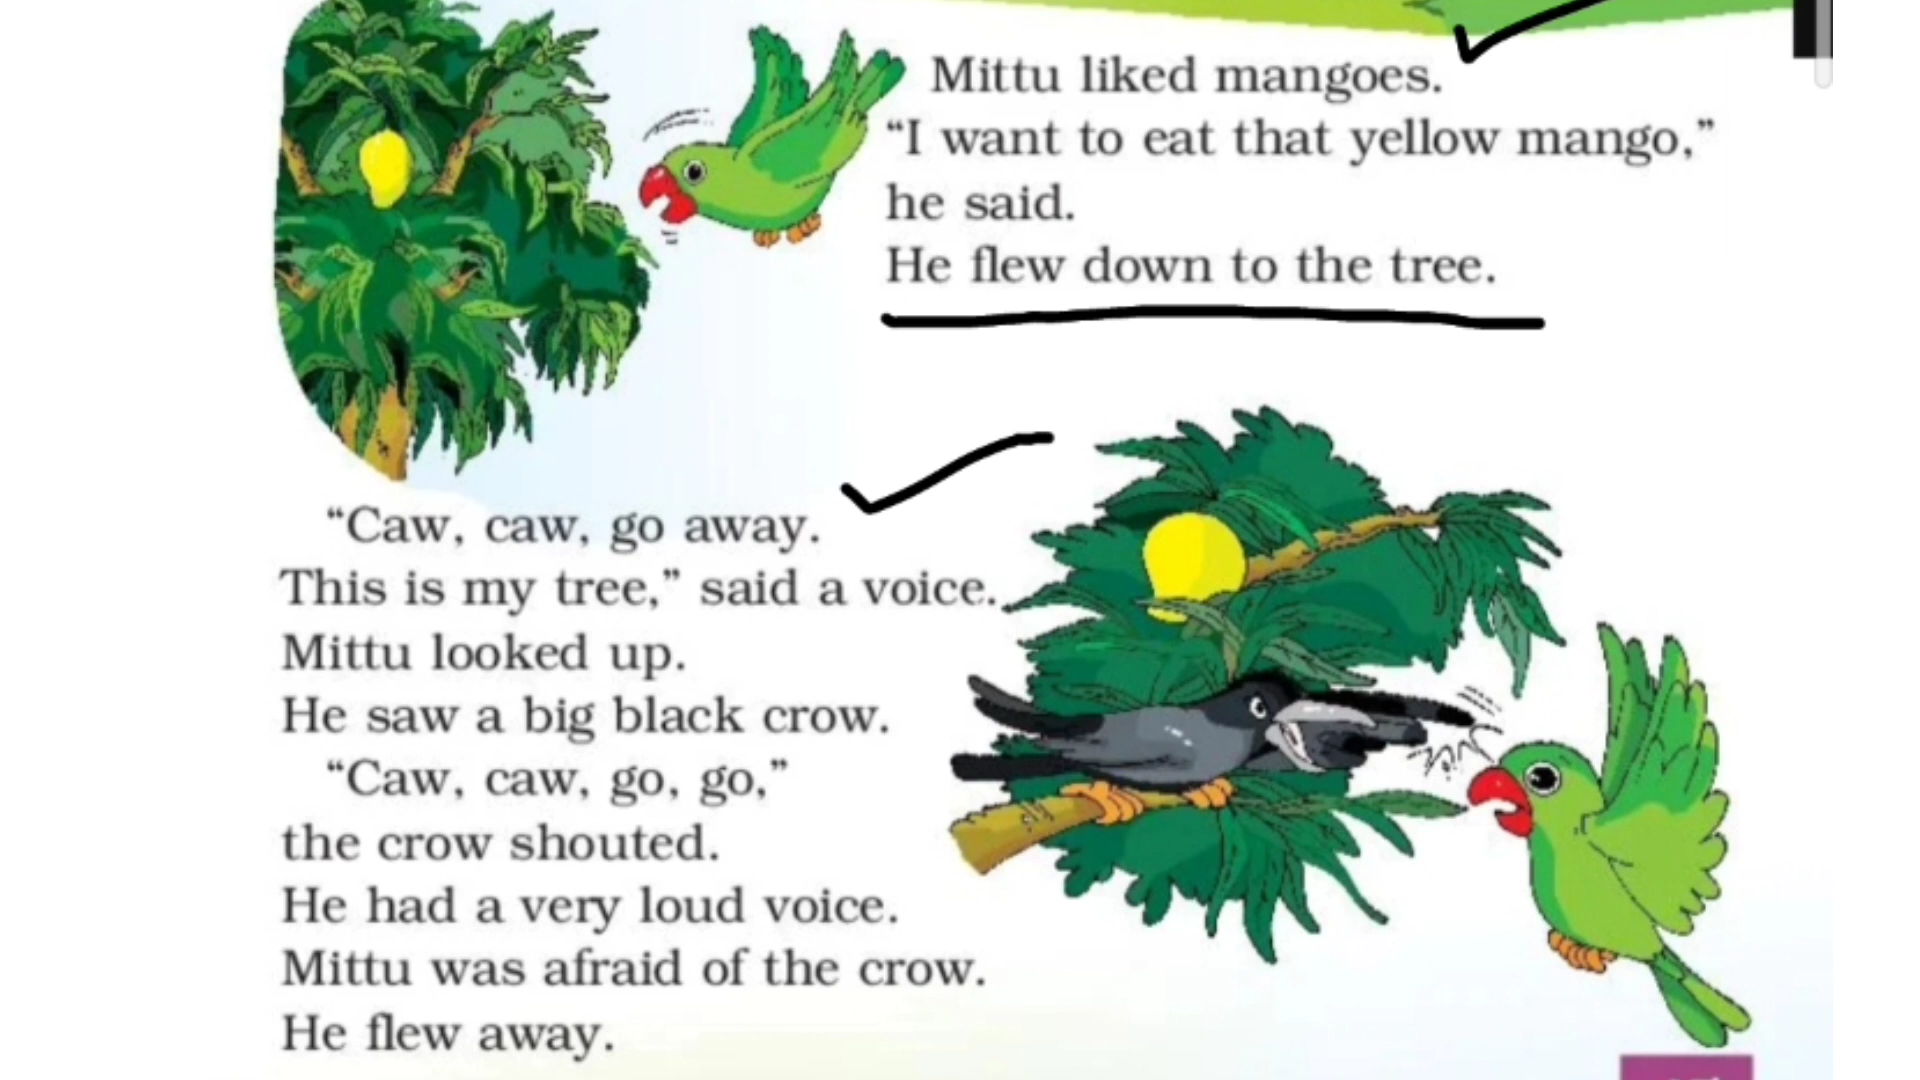 Mittu liked mangoes.
“I want to eat that yellow mango,”
he said.
He flew down to the tree.
“Caw, caw, go away.
This is my tree,” said a voice.
Mittu looked up.
He saw a big black crow.
“Caw, caw, go, go,”
the crow shouted.
He had a very loud voice.
Mittu was afraid of the crow.
He flew away.